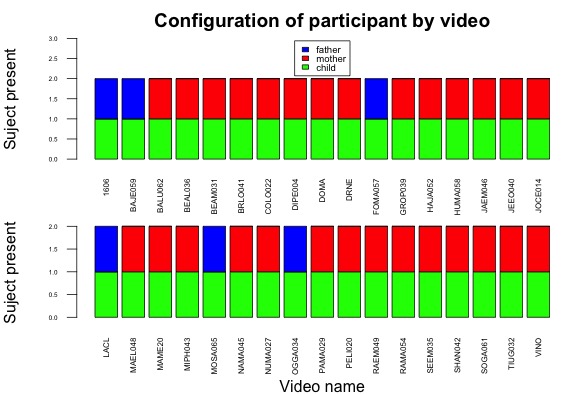 Configuration of participant by video
Suject present
3.0
2.5
2.0
1.5
1.0
0.5
0.0
father
mother
child
1606 BAJE059 BALU062 BEAL036 BEAM031 BRLO041 COLO022 DIPE004 DOMA DRNE FOMA057 GROP039 HAJA052 HUMA058 JAEM046 JEEO040 JOCE014
Suject present
2.0
1.5
1.0
0.5
0.0
LACL MAEL048 MAME20 MIPH043 MOSA065 NAMA045 NUMA027 OGGA034 PAMA029 PELI020 RAEM049 RAMA054 SEEM035 SHAN042 SOGA061 TIUG032 VINO
Video name